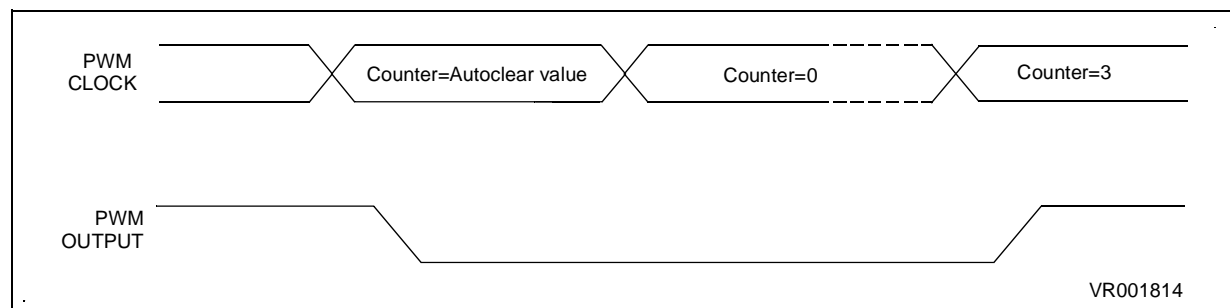 PWM
CLOCK
Counter=Autoclear value
Counter=0
Counter=3
PWM
OUTPUT
VR001814